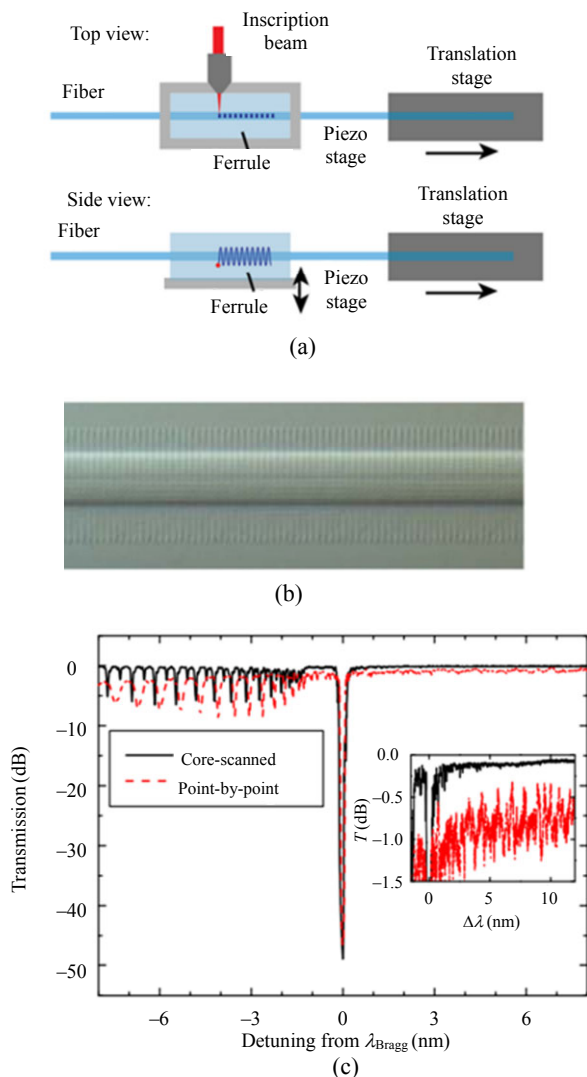 Top view:
Inscription
beam
Translation
stage
Fiber
Piezo
stage
Ferrule
Side view:
Fiber
Translation
stage
Piezo
stage
Ferrule
(a)
(b)
0
–10
–20
–30
–40
–50
Transmission (dB)
Core-scanned
Point-by-point
0.0
–0.5
–1.0
–1.5
T (dB)
0 5 10
Δλ (nm)
–6 –3 0 3 6
Detuning from λBragg (nm)
(c)